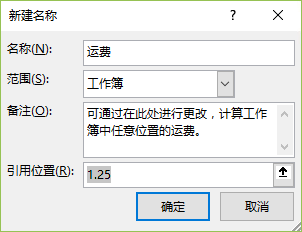 新建名称
?
名称(N):
运费
范围(S):
工作簿
备注(O):
可通过在此处进行更改，计算工作
簿中任意位置的运费。
引用位置(R):
1.25
确定
取消